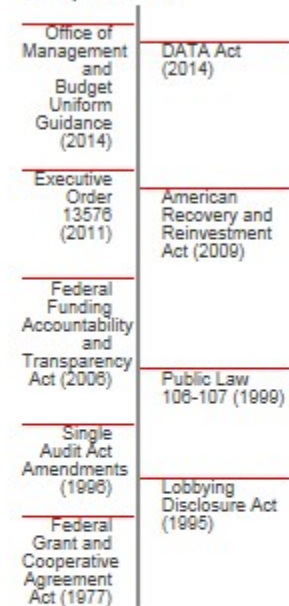 Office of
Management
and
Budget
Uniform
Guidance
(2014)
DATA Act
(2014)
Executive
Order
13576
(2011)
American
Recovery and
Reinvestment
Act (2009)
Federal
Funding
Accountability
and
Transparency
Act (2006)
Public Law
106-107 (1999)
Single
Audit Act
Amendments
(1996)
Lobbying
Disclosure Act
(1995)
Federal
Grant and
Cooperative
Agreement
Act (1977)